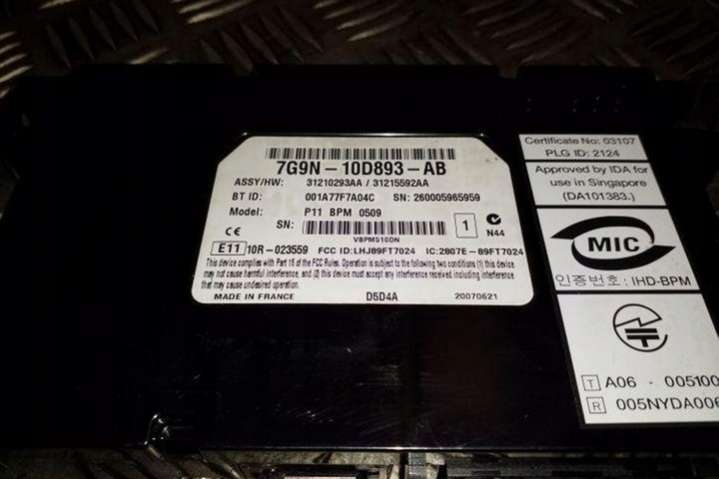 7G9N-10D893-AB
ASSY/HW: 31210293AA / 31215592AA
BT ID: 001A77F7A04C SN: 260005965959
Model: P11 BPM 0509
SN:
VBPMS100N
1
N44
CE
E11 10R-023559 FCC ID:LHJ89FT7024 IC:2807E-89FT7024
This device complies with Part 15 of the FCC Rules. Operation is subject to the following two conditions (1) this device
may not cause harmful interference, and (2) this device must accept any interference received including interference
that may cause undesired operation.
MADE IN FRANCE D5D4A 20070621
Certificate No: 03107
PLG ID: 2124
Approved by IDA for
use in Singapore
(DA101383.)
MIC
인증번호: IHD-BPM
T A06 - 005100
R 005NYDA006